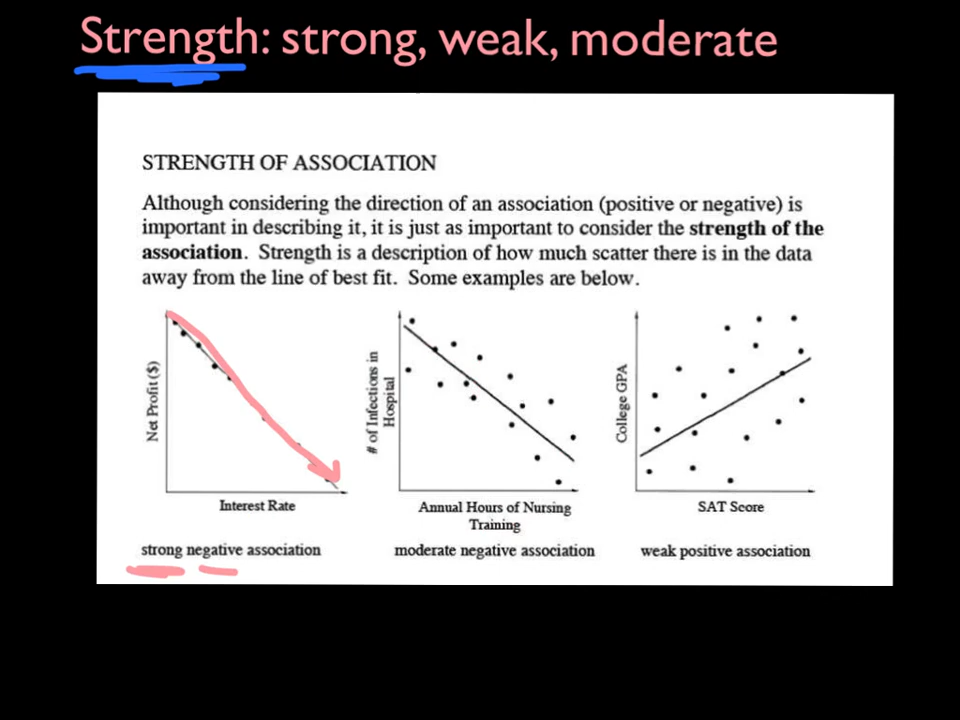 Strength: strong, weak, moderate
STRENGTH OF ASSOCIATION
Although considering the direction of an association (positive or negative) is
important in describing it, it is just as important to consider the strength of the
association. Strength is a description of how much scatter there is in the data
away from the line of best fit. Some examples are below.
Net Profit ($)
Interest Rate
strong negative association
# of Infections in
Hospital
Annual Hours of Nursing
Training
moderate negative association
College GPA
SAT Score
weak positive association